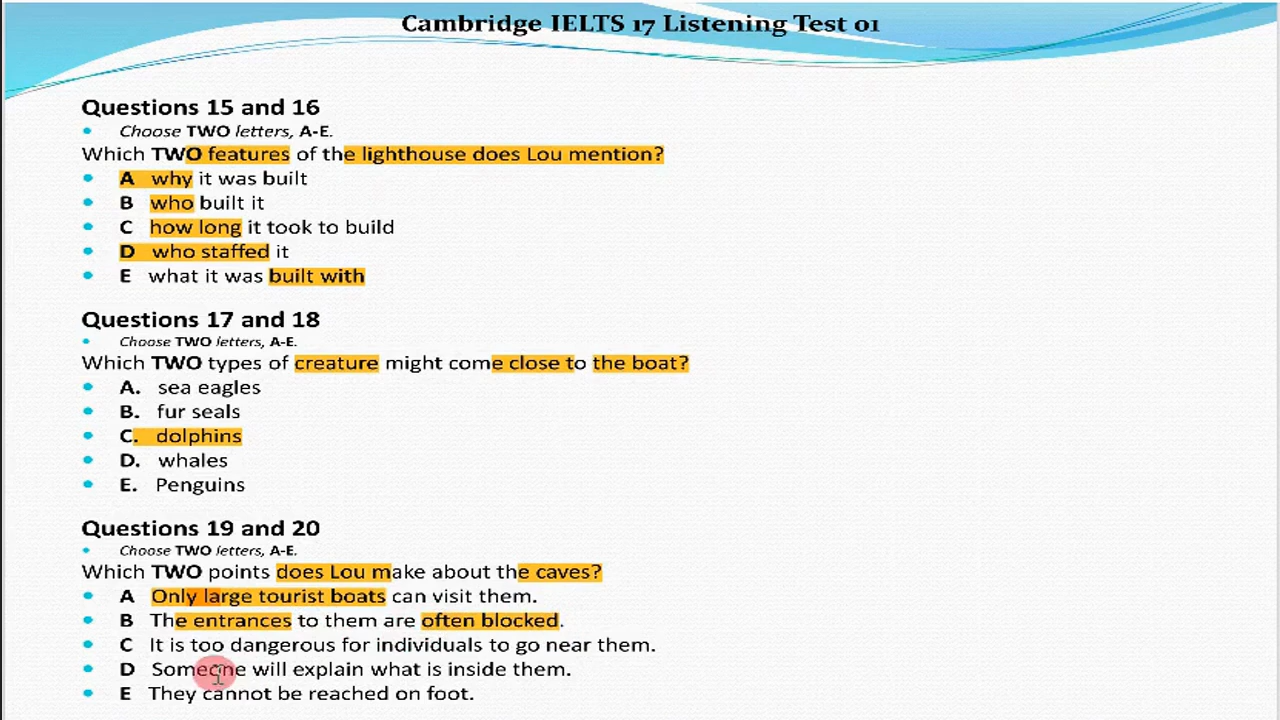 Cambridge IELTS 17 Listening Test 01
Questions 15 and 16
• Choose TWO letters, A-E.
Which TWO features of the lighthouse does Lou mention?
• A why it was built
• B who built it
• C how long it took to build
• D who staffed it
• E what it was built with
Questions 17 and 18
• Choose TWO letters, A-E.
Which TWO types of creature might come close to the boat?
• A. sea eagles
• B. fur seals
• C. dolphins
• D. whales
• E. Penguins
Questions 19 and 20
• Choose TWO letters, A-E.
Which TWO points does Lou make about the caves?
• A Only large tourist boats can visit them.
• B The entrances to them are often blocked.
• C It is too dangerous for individuals to go near them.
• D Someone will explain what is inside them.
• E They cannot be reached on foot.